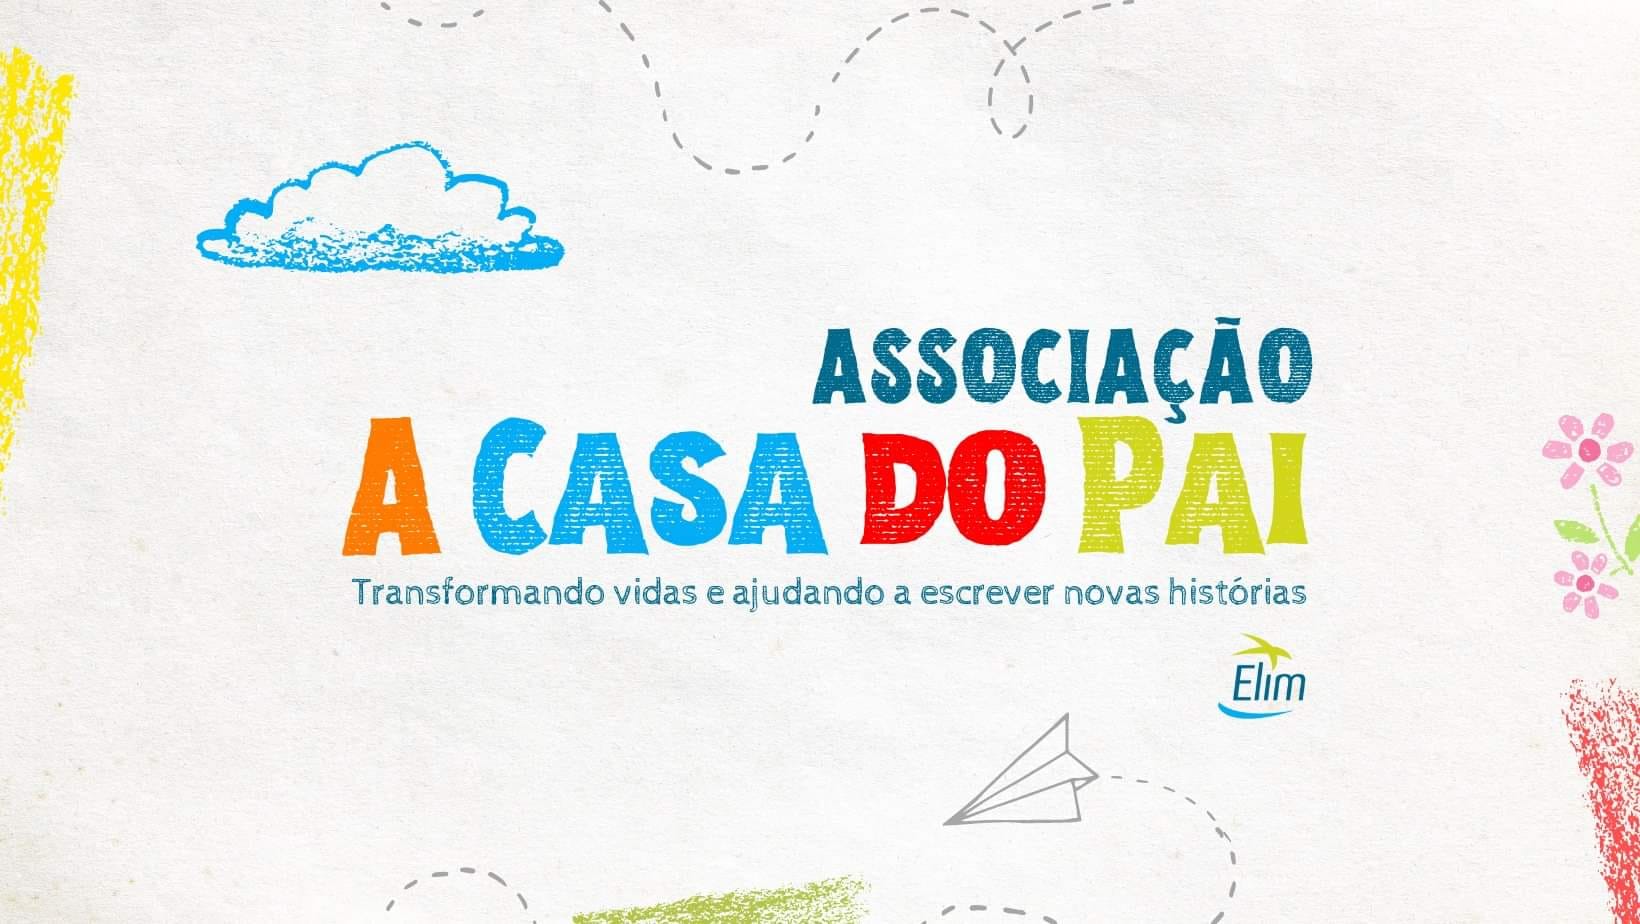 ASSOCIAÇÃO
A CASA DO PAI
Transformando vidas e ajudando a escrever novas histórias
Elim